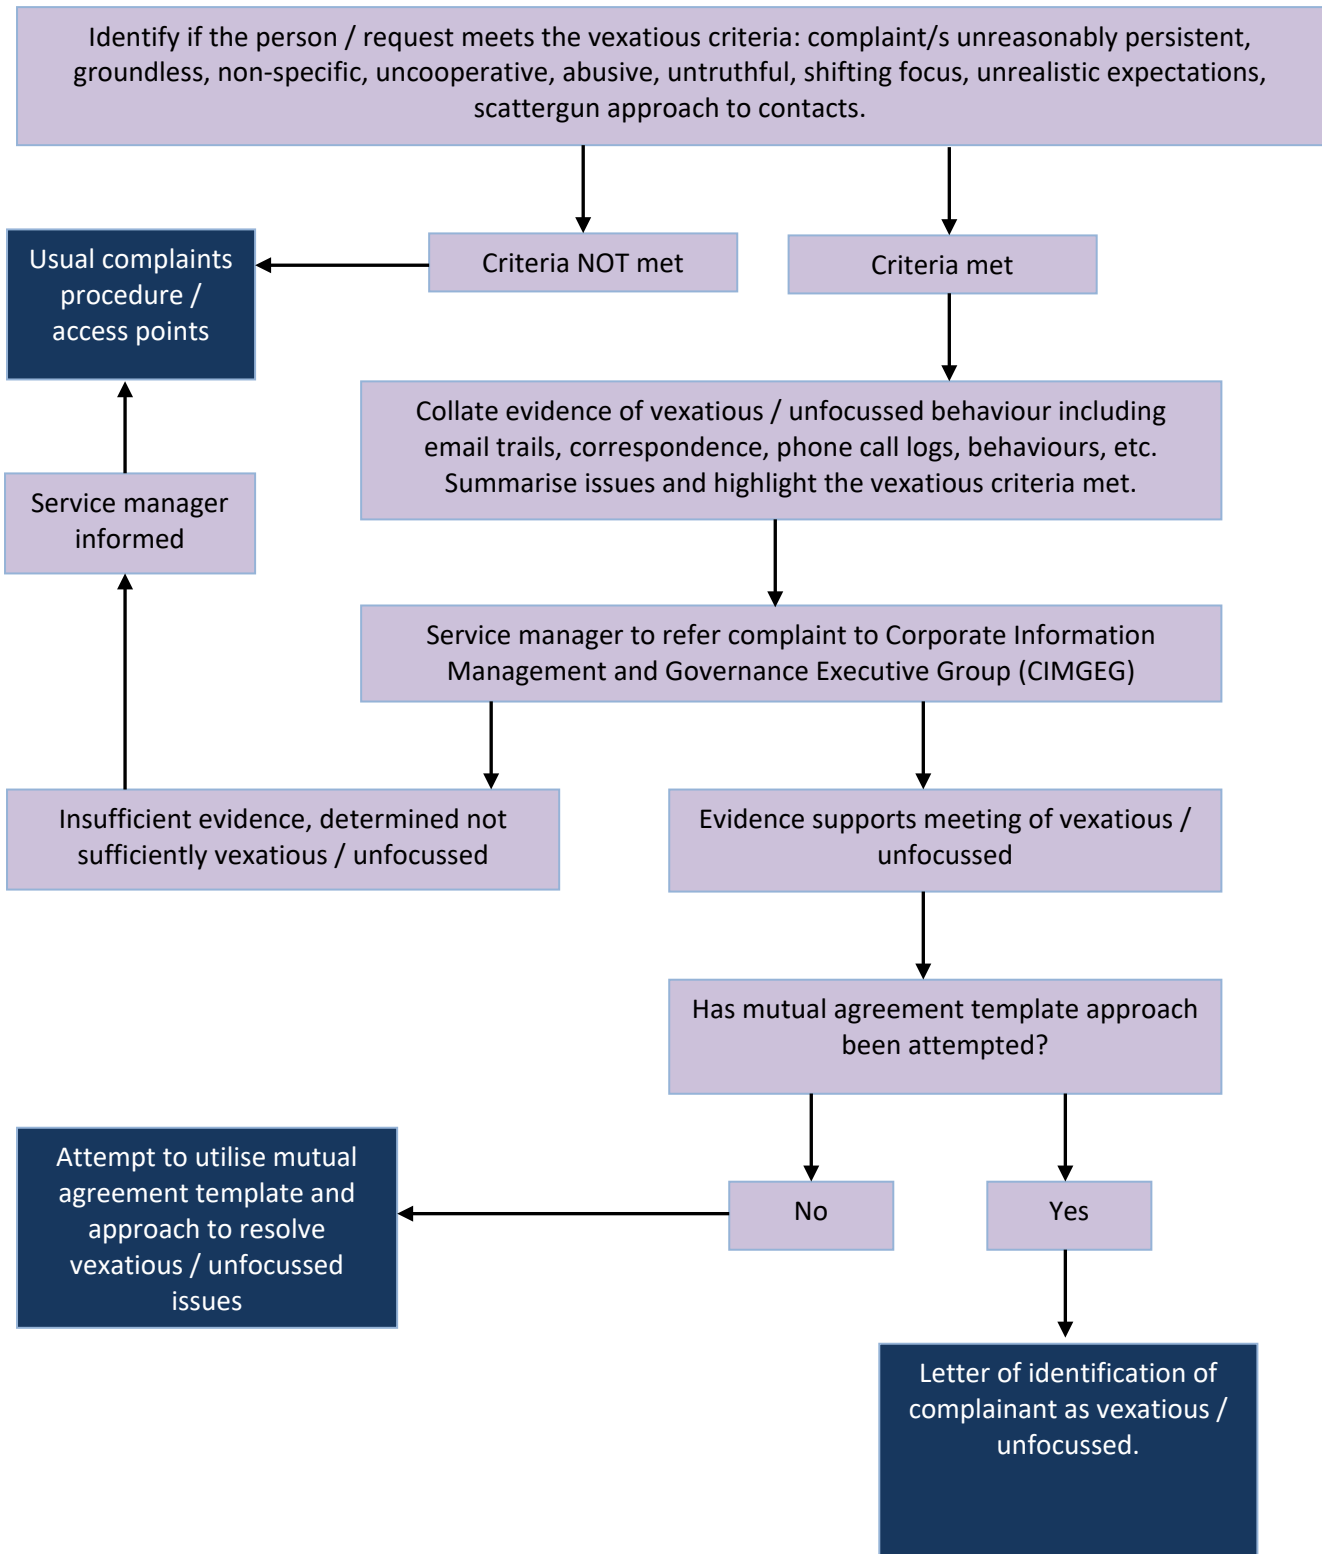 Identify if the person / request meets the vexatious criteria: complaint/s unreasonably persistent,
groundless, non-specific, uncooperative, abusive, untruthful, shifting focus, unrealistic expectations,
scattergun approach to contacts.
Usual complaints
procedure /
access points
Criteria NOT met
Criteria met
Collate evidence of vexatious / unfocussed behaviour including
email trails, correspondence, phone call logs, behaviours, etc.
Summarise issues and highlight the vexatious criteria met.
Service manager
informed
Service manager to refer complaint to Corporate Information
Management and Governance Executive Group (CIMGEG)
Insufficient evidence, determined not
sufficiently vexatious / unfocussed
Evidence supports meeting of vexatious /
unfocussed
Has mutual agreement template approach
been attempted?
Attempt to utilise mutual
agreement template and
approach to resolve
vexatious / unfocussed
issues
No
Yes
Letter of identification of
complainant as vexatious /
unfocussed.